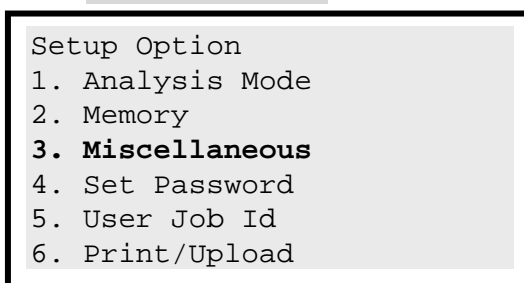 Setup Option
1. Analysis Mode
2. Memory
3. Miscellaneous
4. Set Password
5. User Job Id
6. Print/Upload